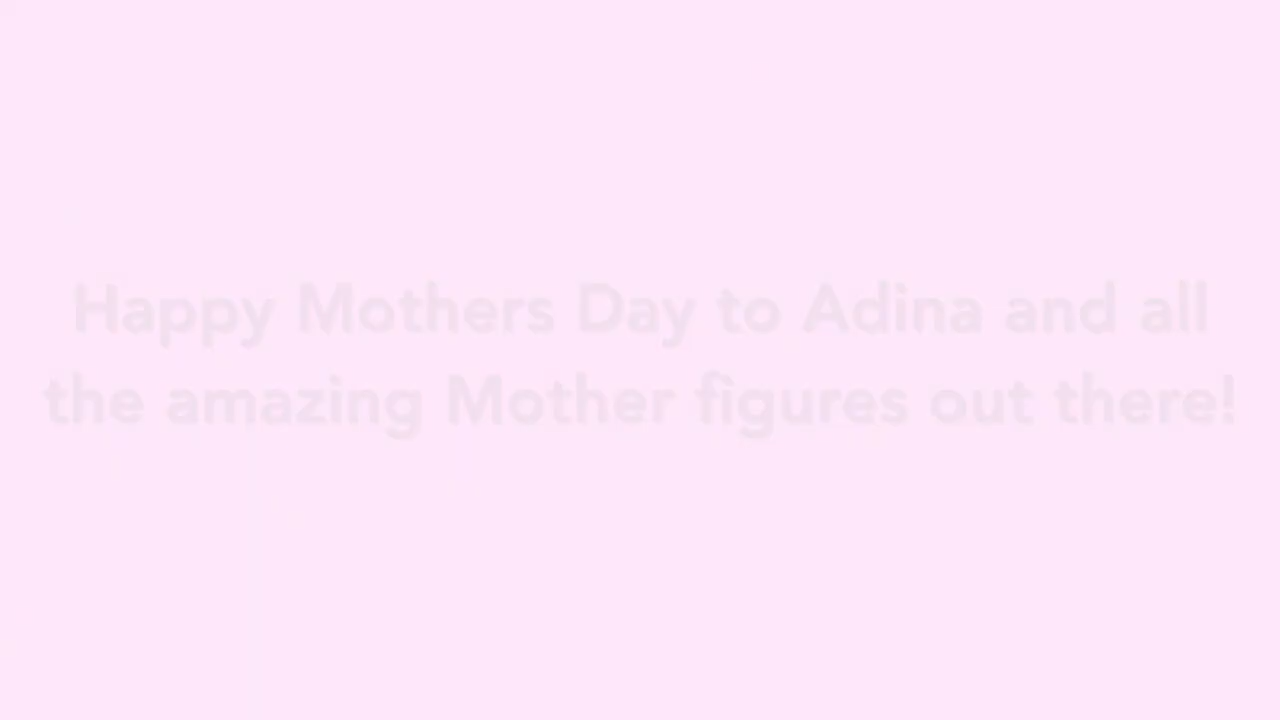 Happy Mothers Day to Adina and all
the amazing Mother figures out there!